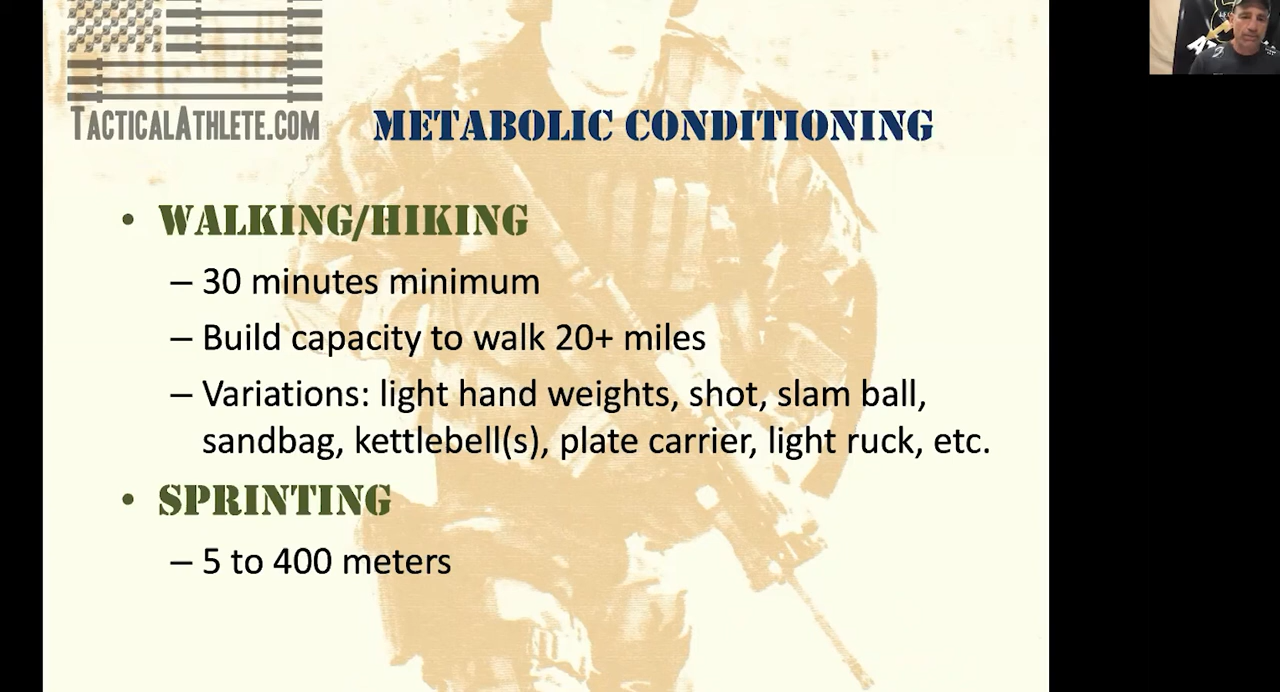 TACTICALATHLETE.COM
METABOLIC CONDITIONING
• WALKING/HIKING
– 30 minutes minimum
– Build capacity to walk 20+ miles
– Variations: light hand weights, shot, slam ball,
sandbag, kettlebell(s), plate carrier, light ruck, etc.
• SPRINTING
– 5 to 400 meters